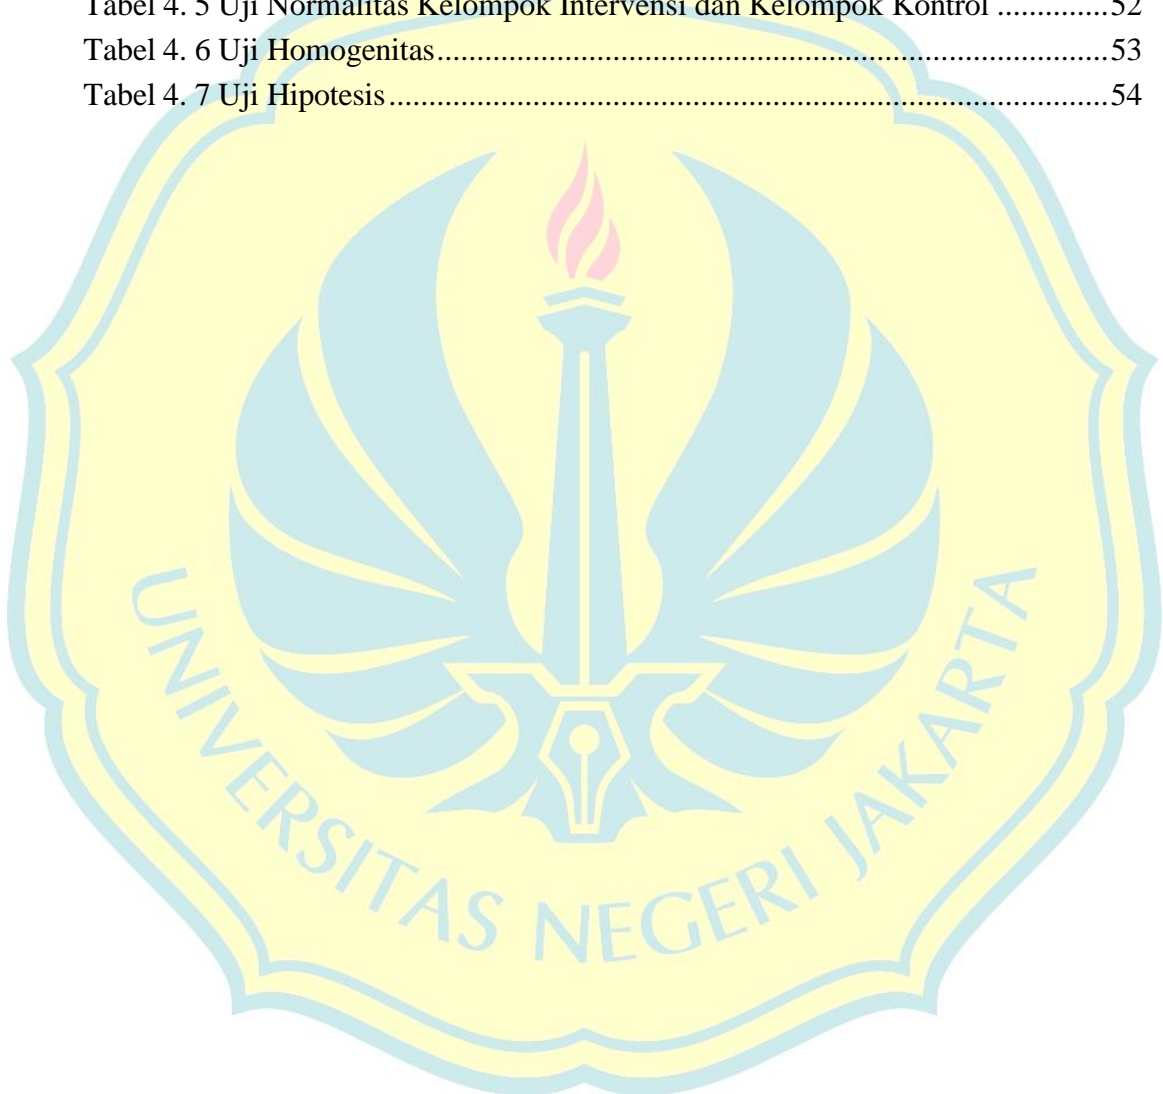 Tabel 4. 5 Uji Normalitas Kelompok Intervensi dan Kelompok Kontrol ..............52
Tabel 4. 6 Uji Homogenitas.......................................................................................53
Tabel 4. 7 Uji Hipotesis.............................................................................................54
UNIVERSITAS NEGERI JAKARTA